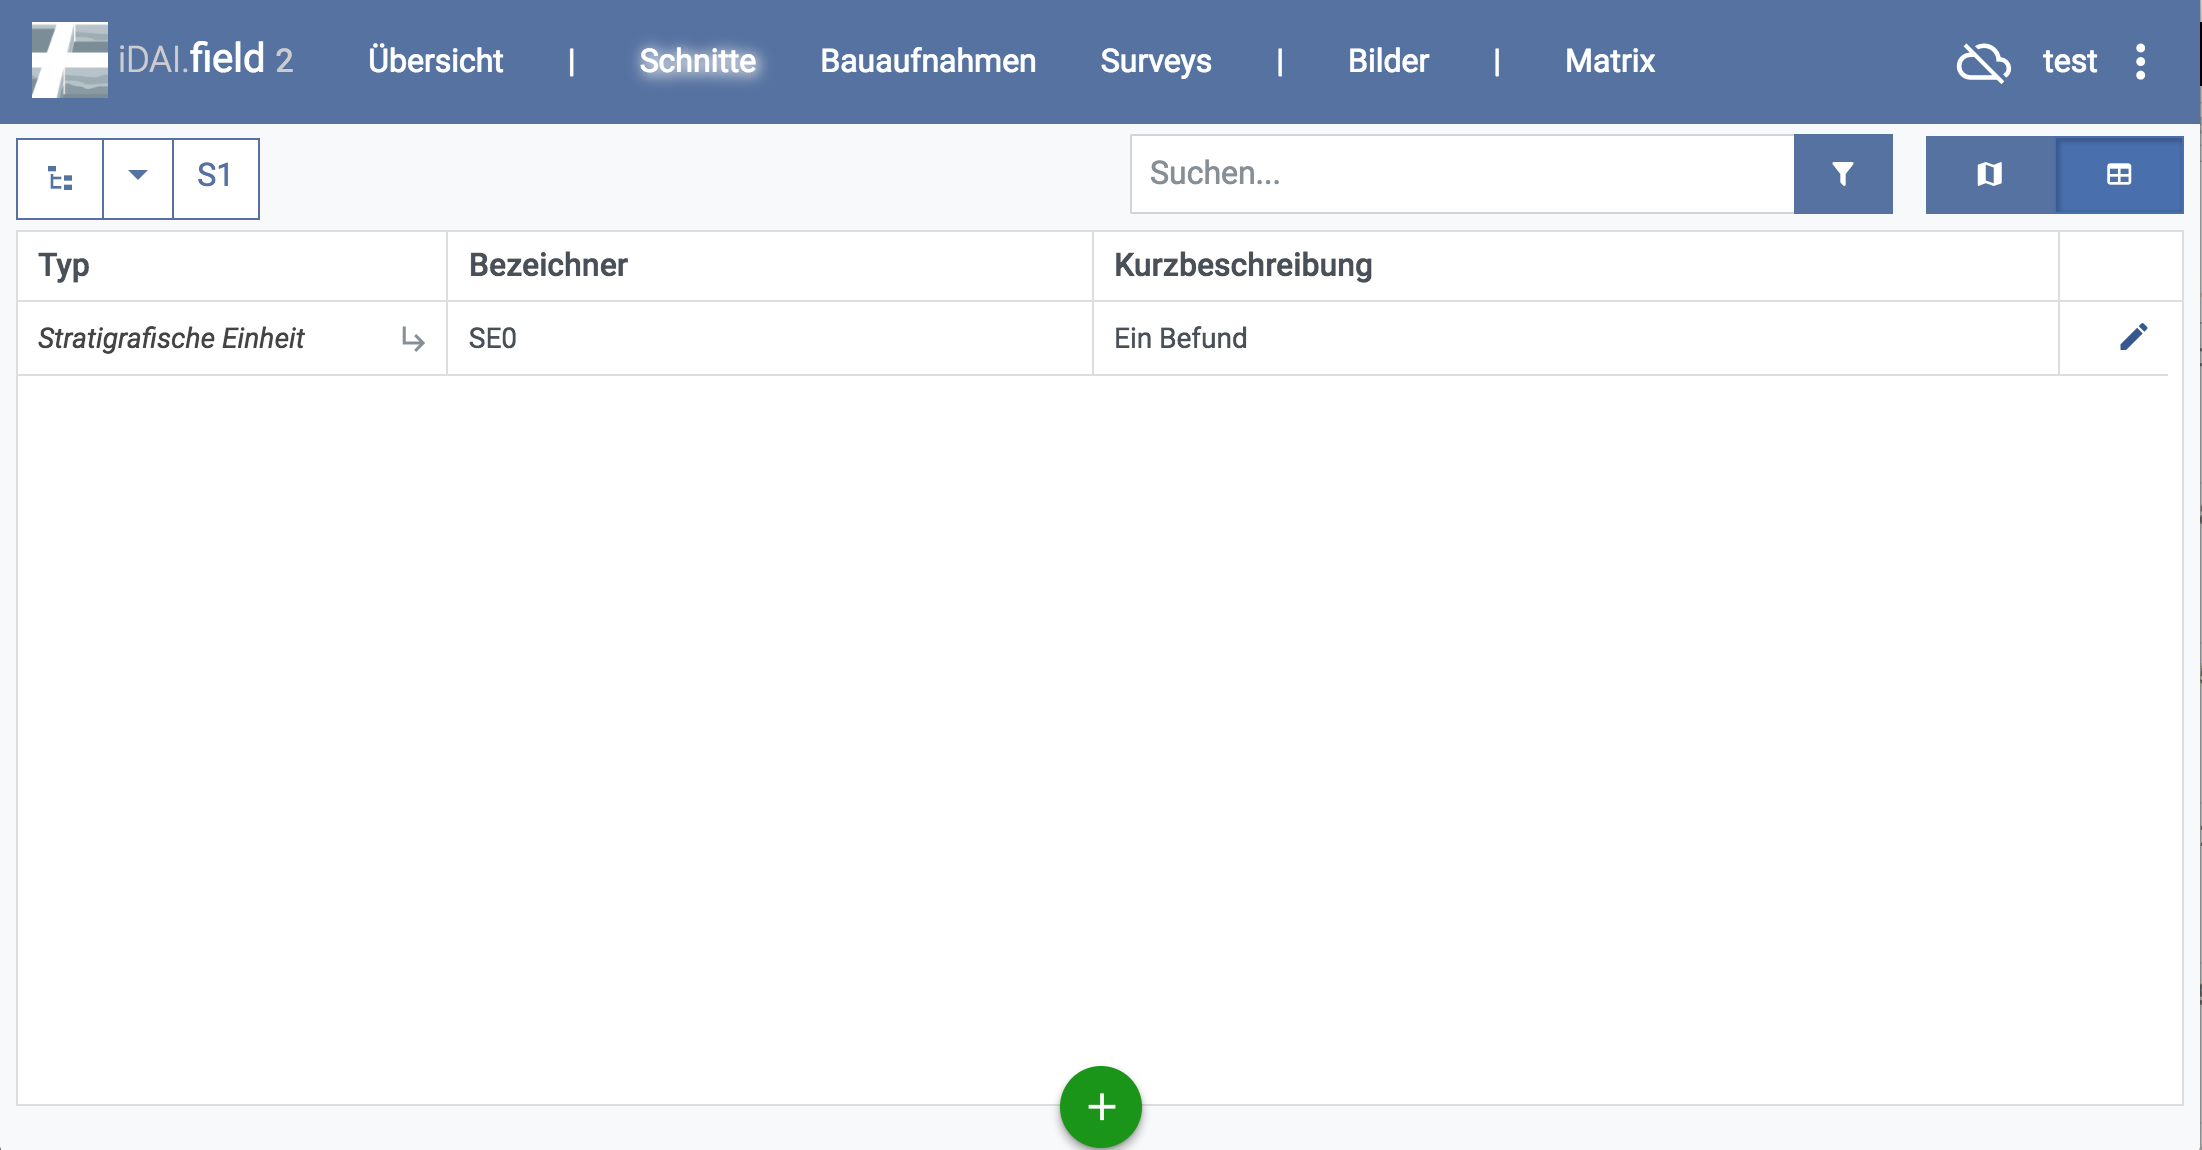 iDAI.field 2 Übersicht | Schnitte Bauaufnahmen Surveys | Bilder | Matrix test
S1 Suchen...
Typ Bezeichner Kurzbeschreibung
Stratigrafische Einheit SE0 Ein Befund